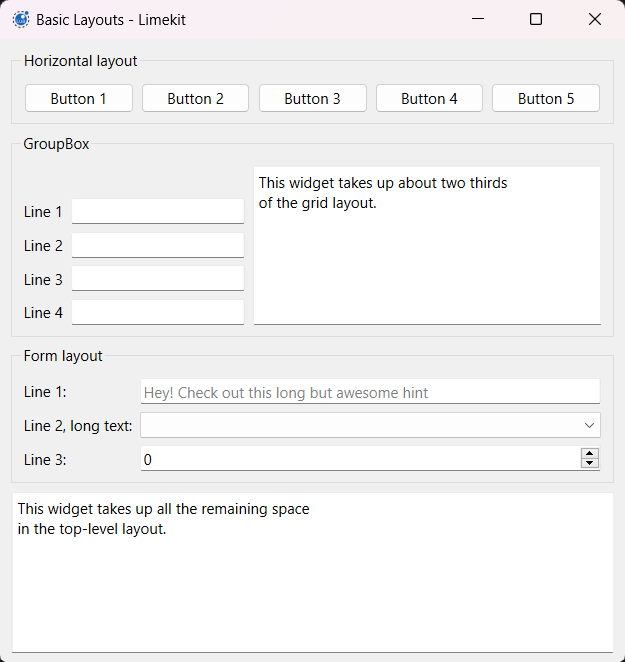 Basic Layouts - Limekit
Horizontal layout
Button 1 Button 2 Button 3 Button 4 Button 5
GroupBox
This widget takes up about two thirds
of the grid layout.
Line 1
Line 2
Line 3
Line 4
Form layout
Line 1: Hey! Check out this long but awesome hint
Line 2, long text:
Line 3: 0
This widget takes up all the remaining space
in the top-level layout.